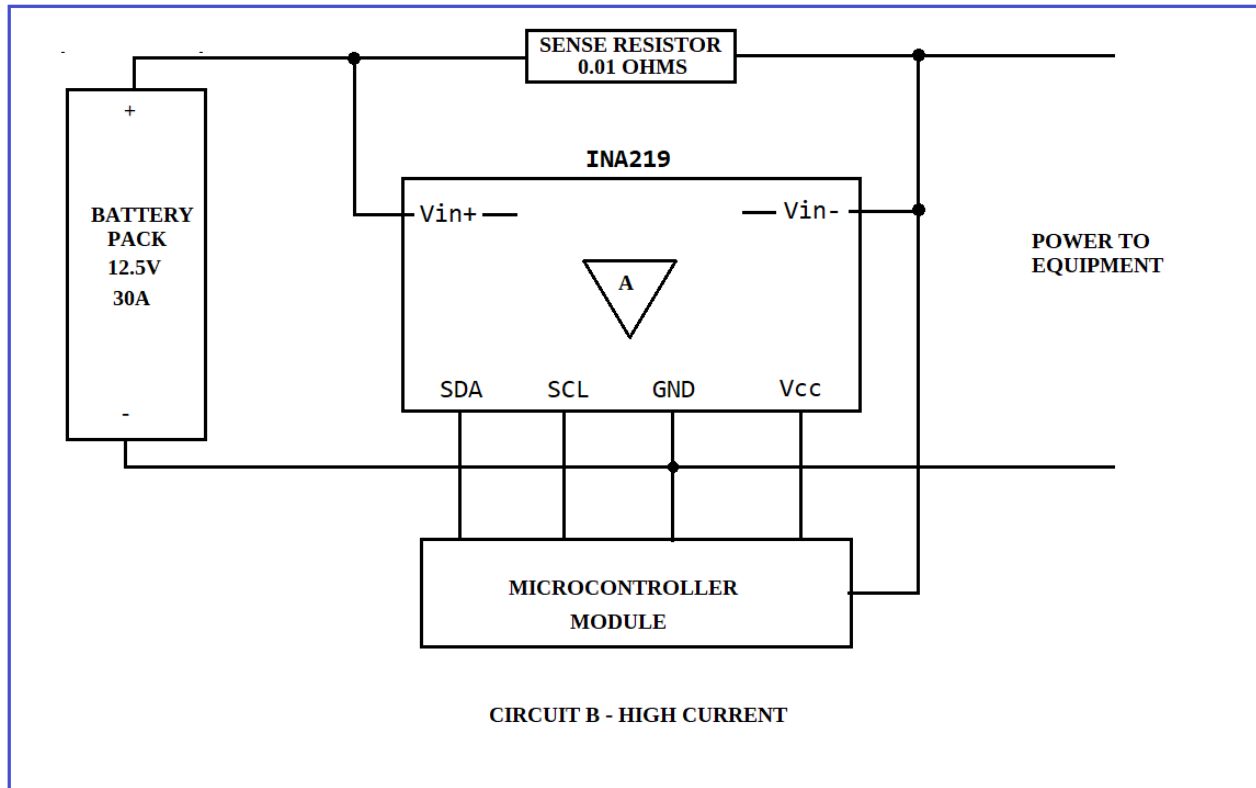 SENSE RESISTOR
0.01 OHMS
INA219
+
Vin+
Vin-
BATTERY
PACK
12.5V
30A
POWER TO
EQUIPMENT
A
SDA SCL GND Vcc
-
MICROCONTROLLER
MODULE
CIRCUIT B - HIGH CURRENT